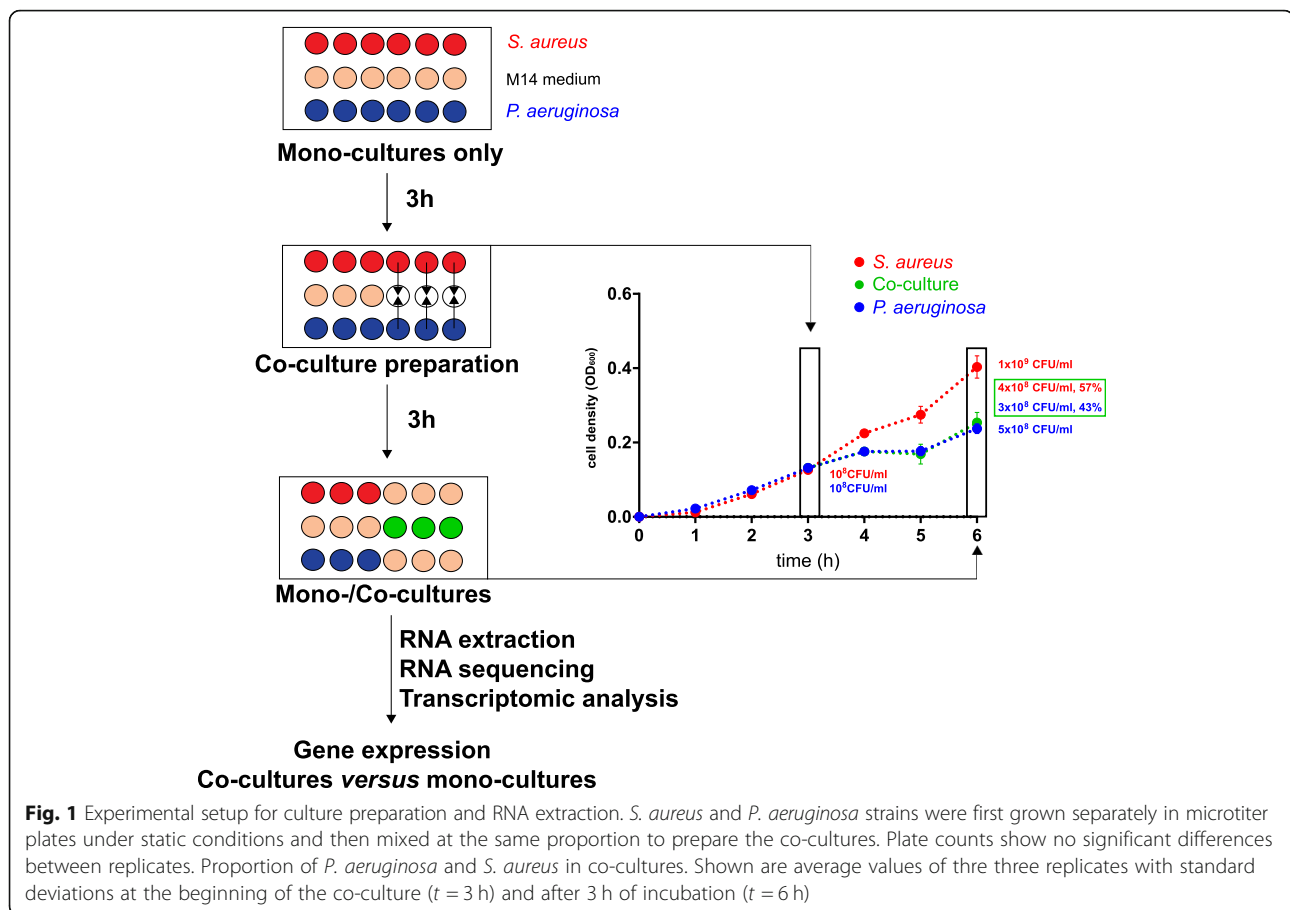 S. aureus
M14 medium
P. aeruginosa
Mono-cultures only
3h
Co-culture preparation
3h
Mono-/Co-cultures
RNA extraction
RNA sequencing
Transcriptomic analysis
Gene expression
Co-cultures versus mono-cultures
S. aureus
Co-culture
P. aeruginosa
cell density (OD₆₀₀)
0.6
0.4
0.2
0.0
0 1 2 3 4 5 6
time (h)
10⁸CFU/ml
10⁸CFU/ml
1x10⁹ CFU/ml
4x10⁸ CFU/ml, 57%
3x10⁸ CFU/ml, 43%
5x10⁸ CFU/ml
Fig. 1 Experimental setup for culture preparation and RNA extraction. S. aureus and P. aeruginosa strains were first grown separately in microtiter
plates under static conditions and then mixed at the same proportion to prepare the co-cultures. Plate counts show no significant differences
between replicates. Proportion of P. aeruginosa and S. aureus in co-cultures. Shown are average values of thre three replicates with standard
deviations at the beginning of the co-culture (t = 3 h) and after 3 h of incubation (t = 6 h)